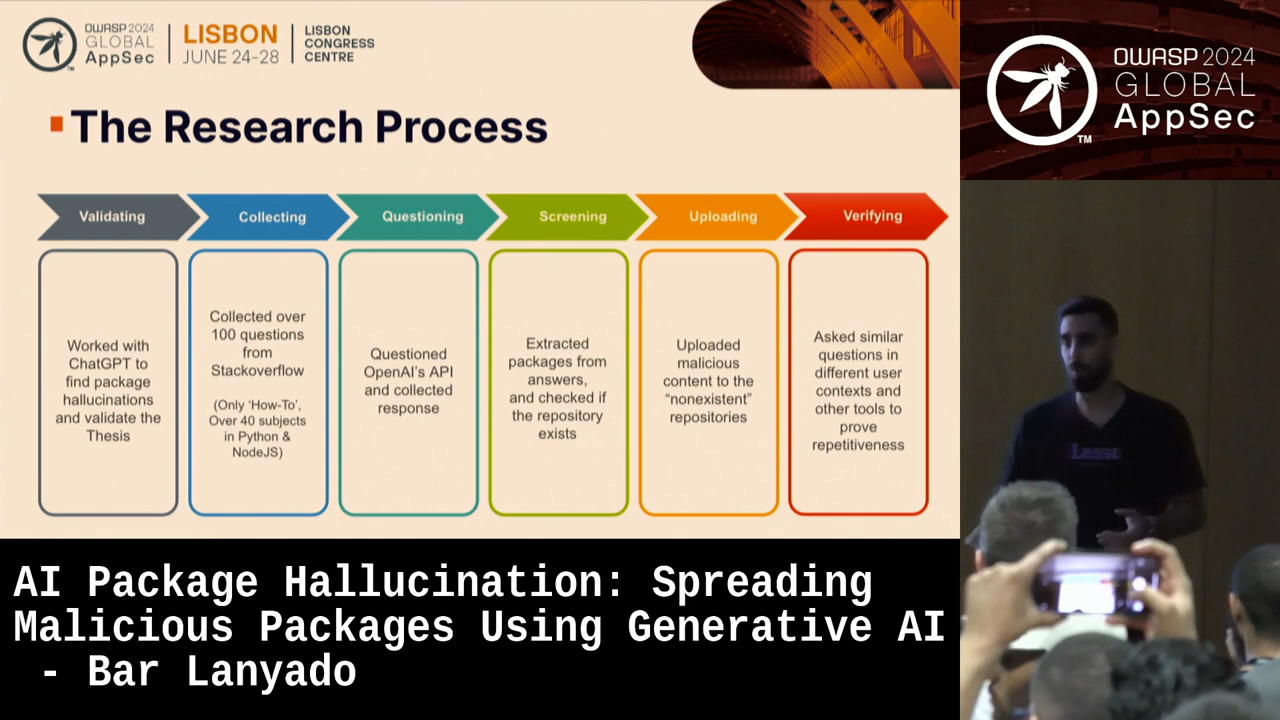 OWASP 2024
GLOBAL
AppSec
TM
LISBON
JUNE 24-28
LISBON
CONGRESS
CENTRE
The Research Process
Validating
Collecting
Questioning
Screening
Uploading
Verifying
Worked with
ChatGPT to
find package
hallucinations
and validate the
Thesis
Collected over
100 questions
from
Stackoverflow
(Only ‘How-To’,
Over 40 subjects
in Python &
NodeJS)
Questioned
OpenAI’s API
and collected
response
Extracted
packages from
answers,
and checked if
the repository
exists
Uploaded
malicious
content to the
“nonexistent”
repositories
Asked similar
questions in
different user
contexts and
other tools to
prove
repetitiveness
AI Package Hallucination: Spreading
Malicious Packages Using Generative AI
- Bar Lanyado
OWASP 2024
GLOBAL
AppSec
TM
Lasso